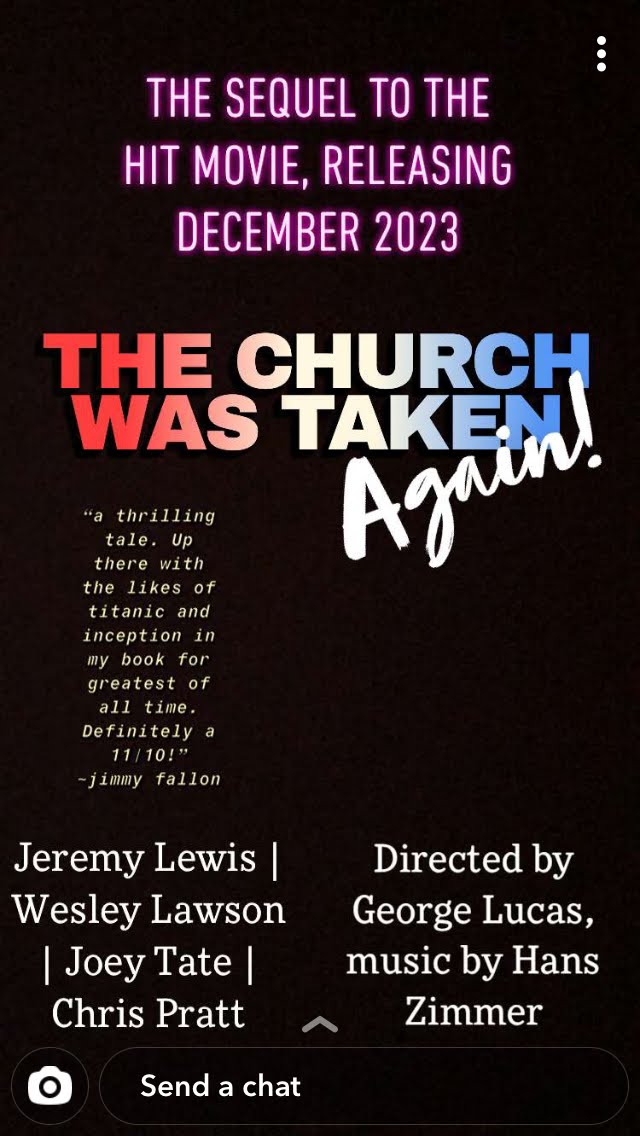 THE SEQUEL TO THE
HIT MOVIE, RELEASING
DECEMBER 2023
THE CHURCH
WAS TAKEN
Again!
“a thrilling
tale. Up
there with
the likes of
titanic and
inception in
my book for
greatest of
all time.
Definitely a
11/10!”
~jimmy fallon
Jeremy Lewis |
Wesley Lawson
| Joey Tate |
Chris Pratt
Directed by
George Lucas,
music by Hans
Zimmer
Send a chat